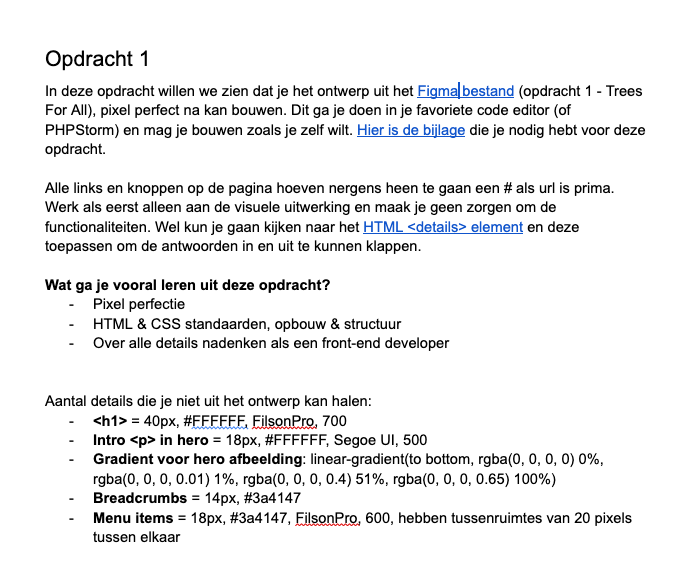 Opdracht 1
In deze opdracht willen we zien dat je het ontwerp uit het Figma bestand (opdracht 1 - Trees
For All), pixel perfect na kan bouwen. Dit ga je doen in je favoriete code editor (of
PHPStorm) en mag je bouwen zoals je zelf wilt. Hier is de bijlage die je nodig hebt voor deze
opdracht.
Alle links en knoppen op de pagina hoeven nergens heen te gaan een # als url is prima.
Werk als eerst alleen aan de visuele uitwerking en maak je geen zorgen om de
functionaliteiten. Wel kun je gaan kijken naar het HTML <details> element en deze
toepassen om de antwoorden in en uit te kunnen klappen.
Wat ga je vooral leren uit deze opdracht?
- Pixel perfectie
- HTML & CSS standaarden, opbouw & structuur
- Over alle details nadenken als een front-end developer
Aantal details die je niet uit het ontwerp kan halen:
- <h1> = 40px, #FFFFFF, FilsonPro, 700
- Intro <p> in hero = 18px, #FFFFFF, Segoe UI, 500
- Gradient voor hero afbeelding: linear-gradient(to bottom, rgba(0, 0, 0, 0) 0%,
rgba(0, 0, 0, 0.01) 1%, rgba(0, 0, 0, 0.4) 51%, rgba(0, 0, 0, 0.65) 100%)
- Breadcrumbs = 14px, #3a4147
- Menu items = 18px, #3a4147, FilsonPro, 600, hebben tussenruimtes van 20 pixels
tussen elkaar